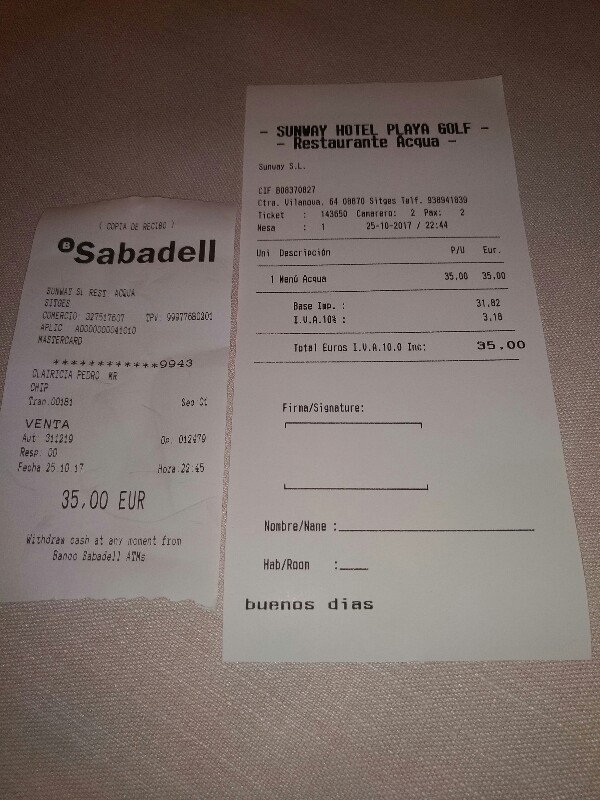 ( COPIA DE RECIBO )
B Sabadell
SUNWAY SL REST. ACQUA
SITGES
COMERCIO: 327517637 TPV: 99977680201
APLIC: A0000000041010
MASTERCARD
************9943
CLAIRICIA PEDRO MR
CHIP
Tran.00181 Seq 01
VENTA
Aut: 311219 Op: 012479
Resp: 00
Fecha 25.10.17 Hora 22:45
35,00 EUR
Withdraw cash at any moment from
Banco Sabadell ATMs
- SUNWAY HOTEL PLAYA GOLF -
- Restaurante Acqua -
Sunway S.L.
CIF B08370827
Ctra. Vilanova, 64 08870 Sitges Telf. 938941839
Ticket : 143650 Camarero: 2 Pax: 2
Mesa : 1 25-10-2017 / 22:44
Uni Descripción P/U Eur.
1 Menú Acqua 35,00 35,00
Base Imp. : 31,82
I.V.A.10% : 3,18
Total Euros I.V.A.10.0 Inc: 35.00
Firma/Signature:
Nombre/Name :
Hab/Room :
buenos dias